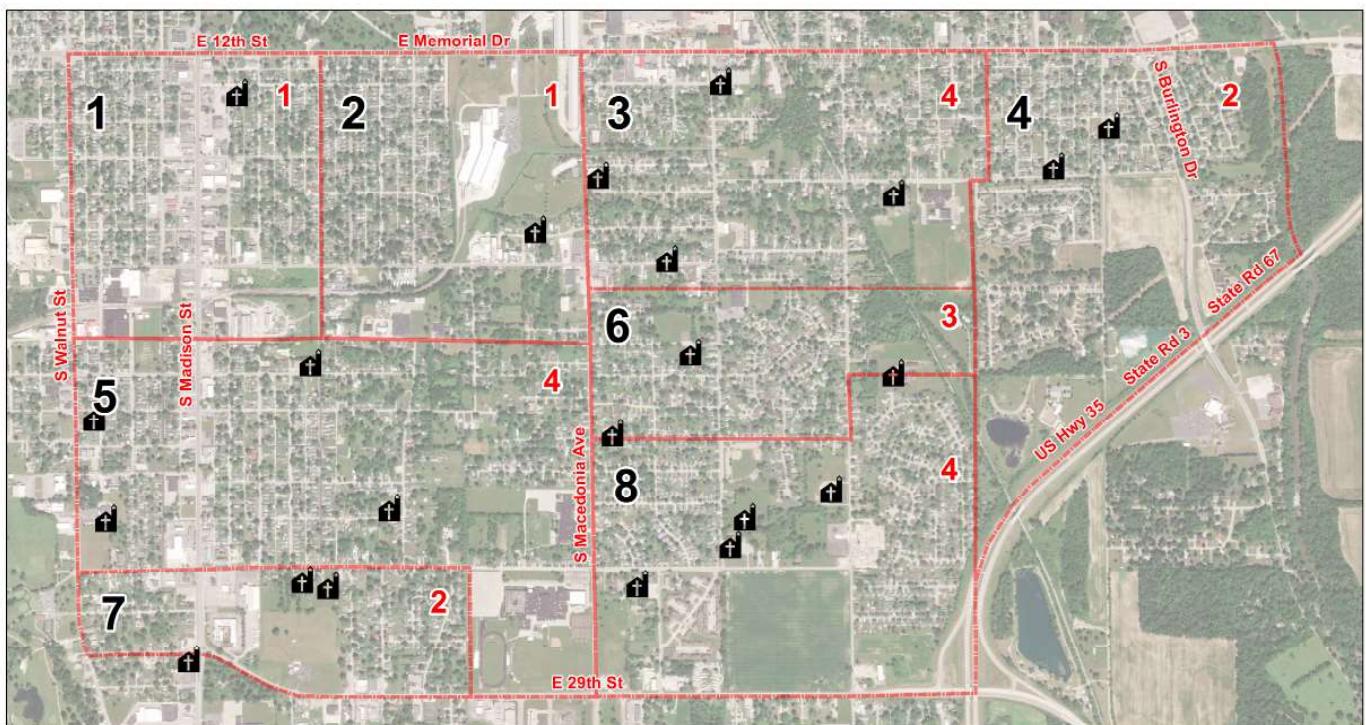 E 12th St
E Memorial Dr
1
1
2
1
3
4
4
2
S Burlington Dr
S Walnut St
S Madison St
5
4
S Macedonia Ave
6
3
US Hwy 35
State Rd 3
State Rd 67
8
4
7
2
E 29th St